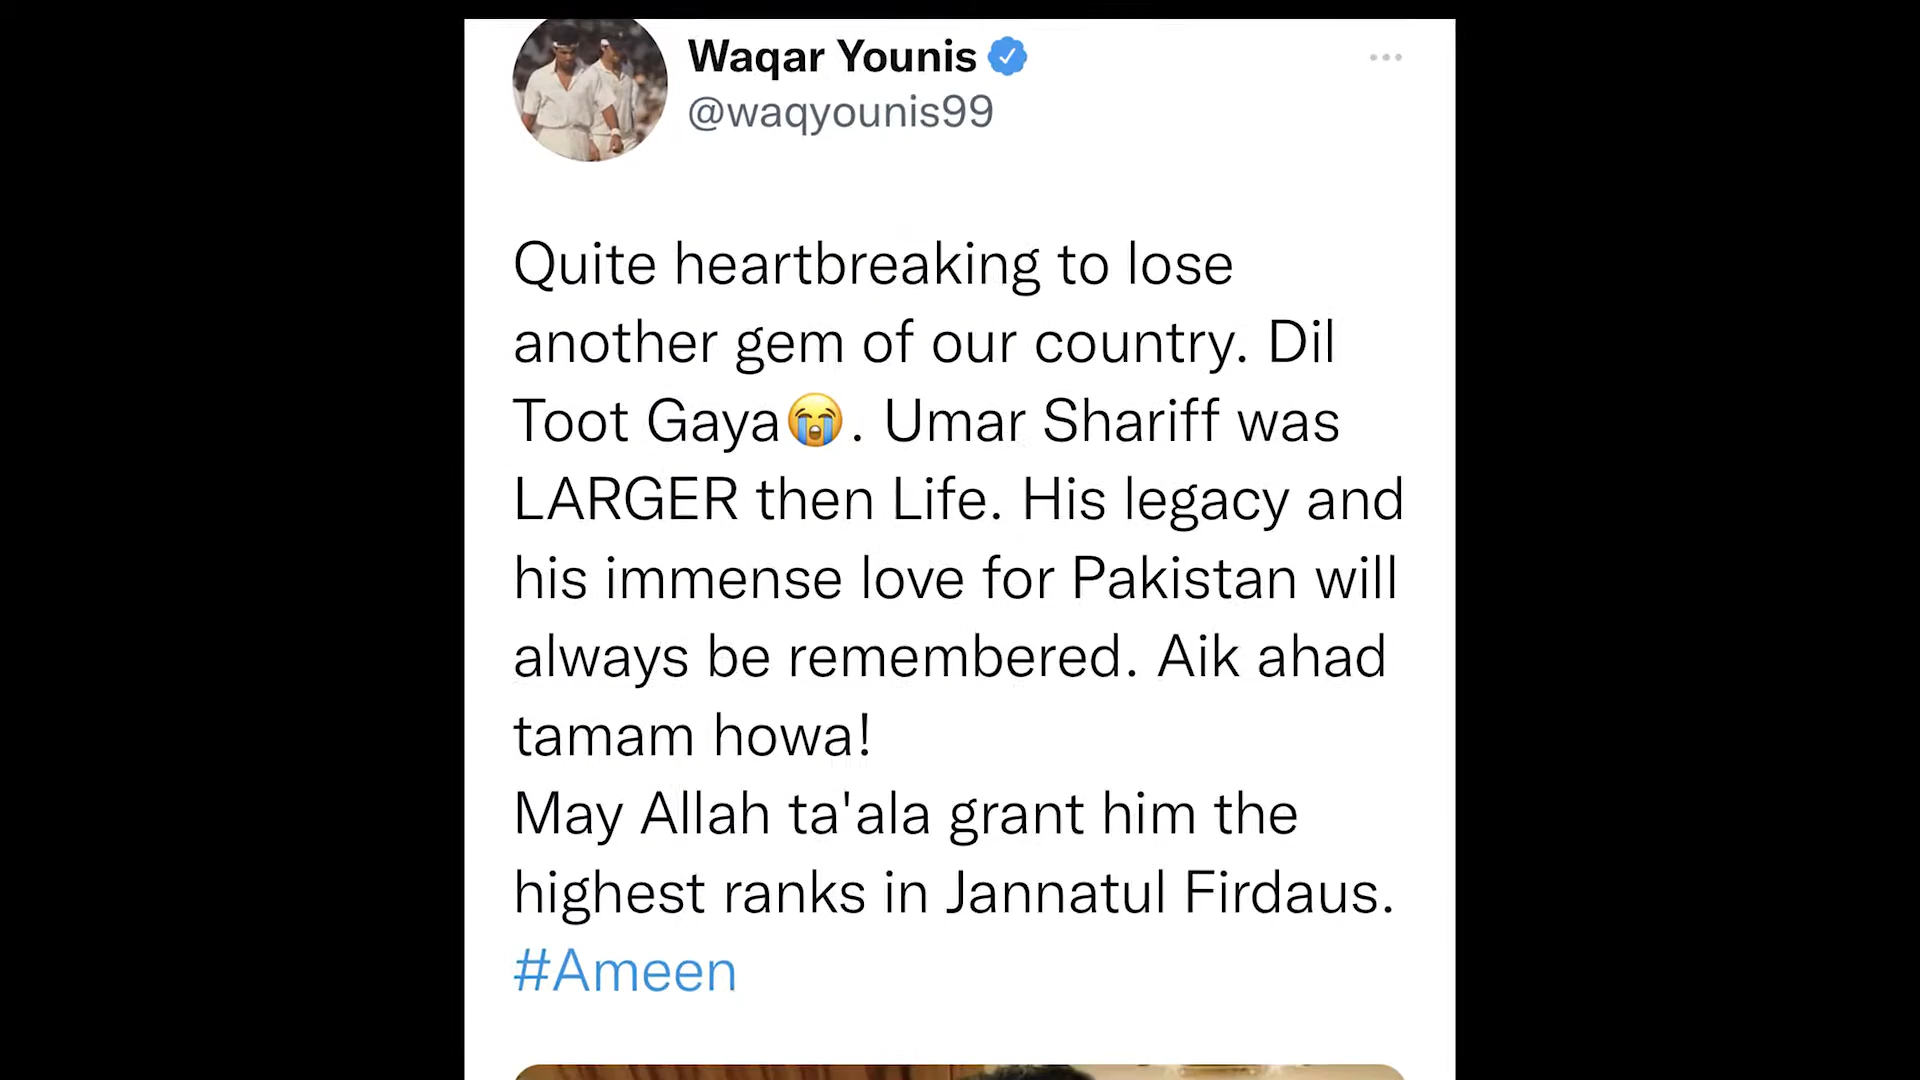 Waqar Younis
@waqyounis99
Quite heartbreaking to lose
another gem of our country. Dil
Toot Gaya😭. Umar Shariff was
LARGER then Life. His legacy and
his immense love for Pakistan will
always be remembered. Aik ahad
tamam howa!
May Allah ta'ala grant him the
highest ranks in Jannatul Firdaus.
#Ameen